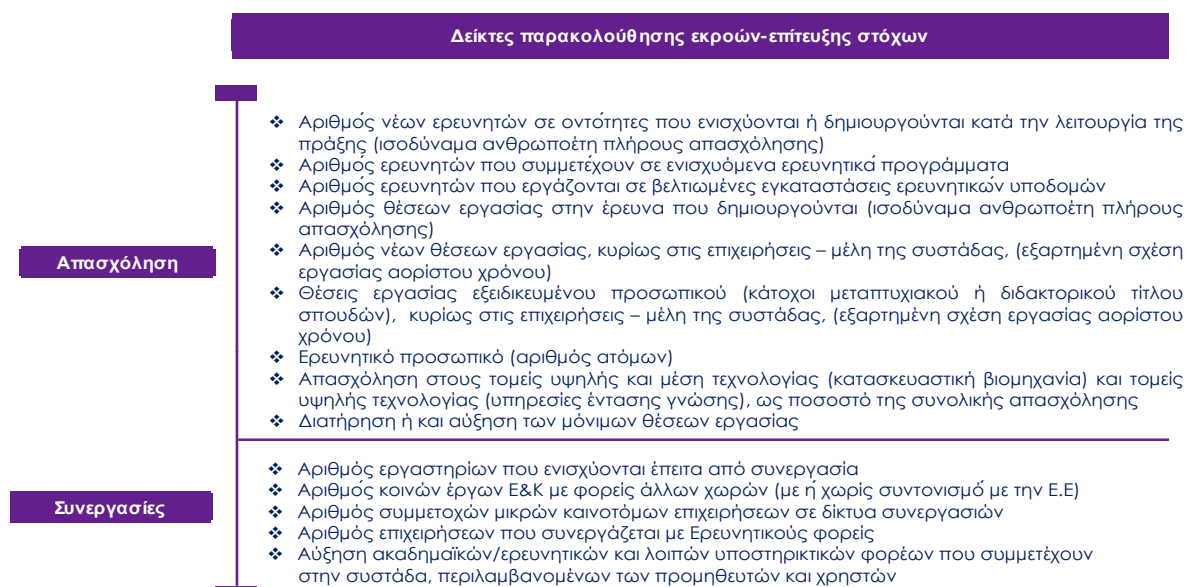 Δείκτες παρακολούθησης εκροών-επίτευξης στόχων
Απασχόληση
❖ Αριθμός νέων ερευνητών σε οντότητες που ενισχύονται ή δημιουργούνται κατά την λειτουργία της
πράξης (ισοδύναμα ανθρωποέτη πλήρους απασχόλησης)
❖ Αριθμός ερευνητών που συμμετέχουν σε ενισχυόμενα ερευνητικά προγράμματα
❖ Αριθμός ερευνητών που εργάζονται σε βελτιωμένες εγκαταστάσεις ερευνητικών υποδομών
❖ Αριθμός θέσεων εργασίας στην έρευνα που δημιουργούνται (ισοδύναμα ανθρωποέτη πλήρους
απασχόλησης)
❖ Αριθμός νέων θέσεων εργασίας, κυρίως στις επιχειρήσεις – μέλη της συστάδας, (εξαρτημένη σχέση
εργασίας αορίστου χρόνου)
❖ Θέσεις εργασίας εξειδικευμένου προσωπικού (κάτοχοι μεταπτυχιακού ή διδακτορικού τίτλου
σπουδών), κυρίως στις επιχειρήσεις – μέλη της συστάδας, (εξαρτημένη σχέση εργασίας αορίστου
χρόνου)
❖ Ερευνητικό προσωπικό (αριθμός ατόμων)
❖ Απασχόληση στους τομείς υψηλής και μέση τεχνολογίας (κατασκευαστική βιομηχανία) και τομείς
υψηλής τεχνολογίας (υπηρεσίες έντασης γνώσης), ως ποσοστό της συνολικής απασχόλησης
❖ Διατήρηση ή και αύξηση των μόνιμων θέσεων εργασίας
Συνεργασίες
❖ Αριθμός εργαστηρίων που ενισχύονται έπειτα από συνεργασία
❖ Αριθμός κοινών έργων Ε&Κ με φορείς άλλων χωρών (με ή χωρίς συντονισμό με την Ε.Ε)
❖ Αριθμός συμμετοχών μικρών καινοτόμων επιχειρήσεων σε δίκτυα συνεργασιών
❖ Αριθμός επιχειρήσεων που συνεργάζεται με Ερευνητικούς φορείς
❖ Αύξηση ακαδημαϊκών/ερευνητικών και λοιπών υποστηρικτικών φορέων που συμμετέχουν
στην συστάδα, περιλαμβανομένων των προμηθευτών και χρηστών